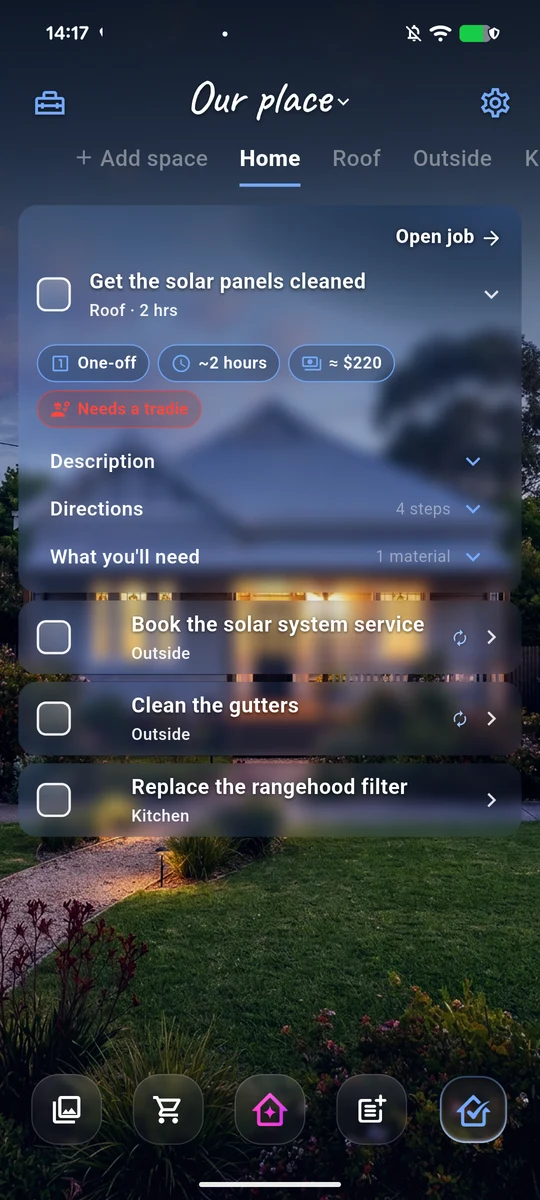 14:17
Our place
+ Add space Home Roof Outside K
Open job →
Get the solar panels cleaned
Roof · 2 hrs
One-off ~2 hours ≈ $220
Needs a tradie
Description
Directions 4 steps
What you'll need 1 material
Book the solar system service
Outside
Clean the gutters
Outside
Replace the rangehood filter
Kitchen